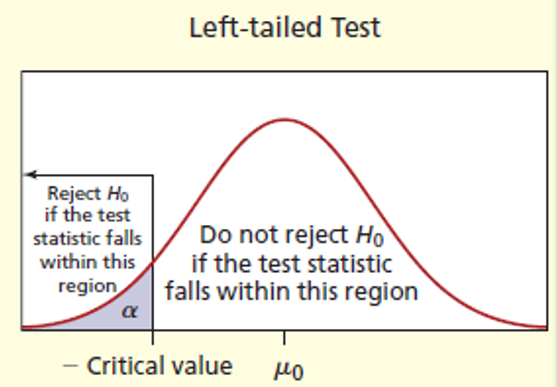 Left-tailed Test
Reject H₀
if the test
statistic falls
within this
region
α
Do not reject H₀
if the test statistic
falls within this region
– Critical value
μ₀